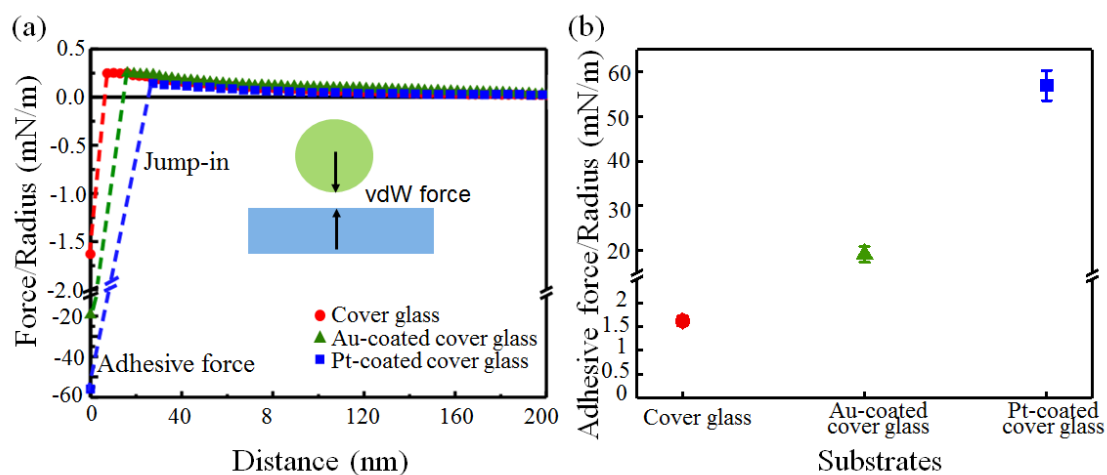 (a)
Force/Radius (mN/m)
0.5
0.0
-0.5
-1.0
-1.5
-2.0
-20
-40
-60
Jump-in
vdW force
Cover glass
Au-coated cover glass
Pt-coated cover glass
Adhesive force
0 40 8 120 160 200
Distance (nm)
(b)
Adhesive force/Radius (mN/m)
60
50
40
30
20
2
1.5
1
0.5
0
Cover glass
Au-coated
cover glass
Pt-coated
cover glass
Substrates